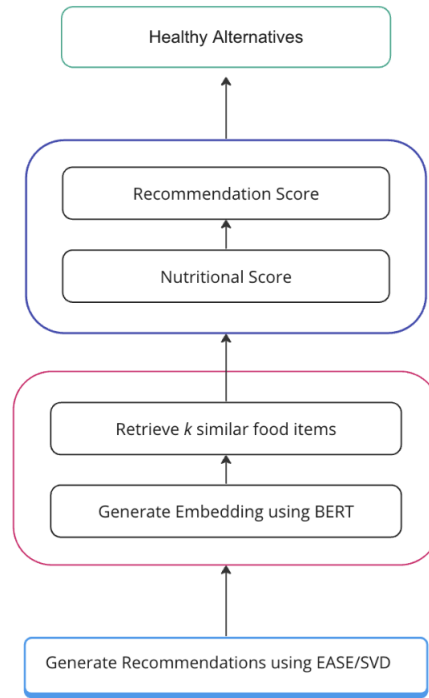 Healthy Alternatives
Recommendation Score
Nutritional Score
Retrieve k similar food items
Generate Embedding using BERT
Generate Recommendations using EASE/SVD